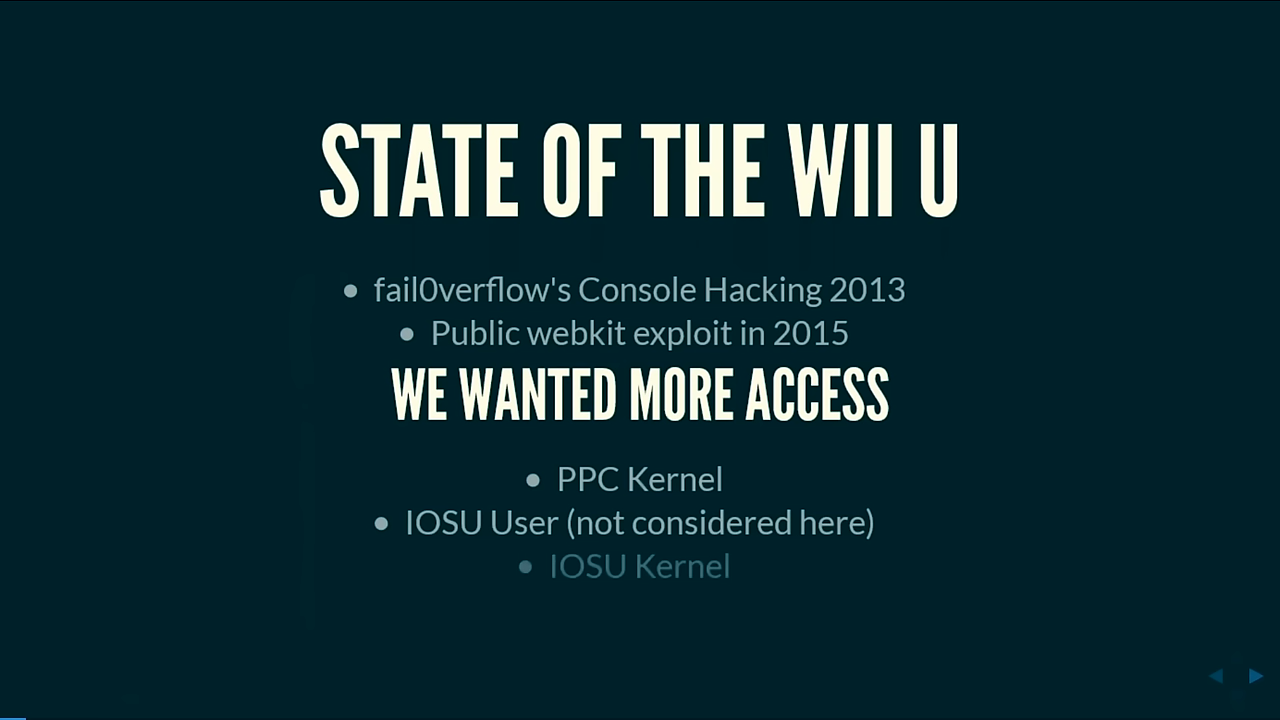 STATE OF THE WII U
• fail0verflow's Console Hacking 2013
• Public webkit exploit in 2015
WE WANTED MORE ACCESS
• PPC Kernel
• IOSU User (not considered here)
• IOSU Kernel